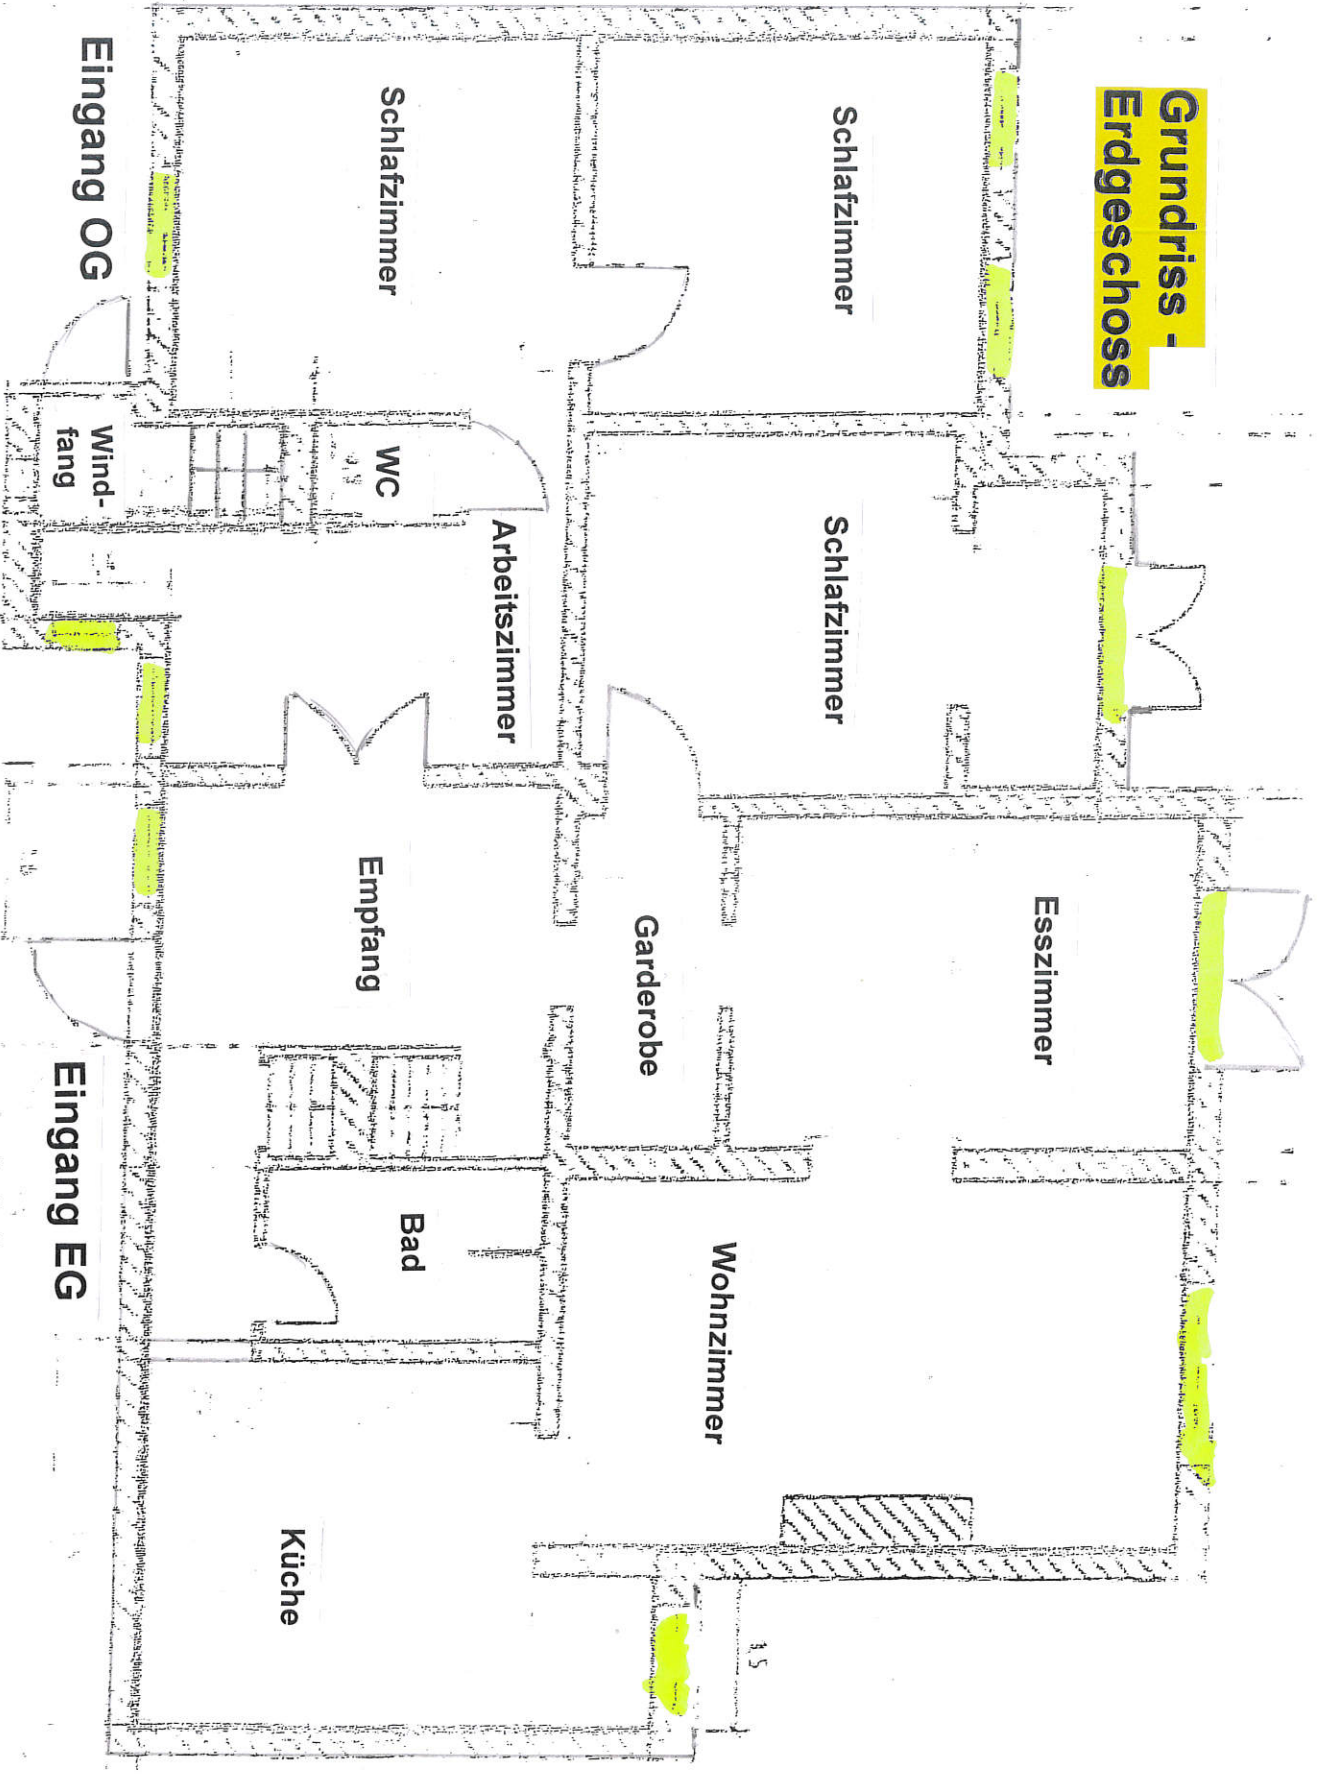 Grundriss -
Erdgeschoss
Schlafzimmer
Schlafzimmer
Schlafzimmer
Esszimmer
Wohnzimmer
Garderobe
Arbeitszimmer
WC
Wind-
fang
Empfang
Bad
Küche
Eingang OG
Eingang EG